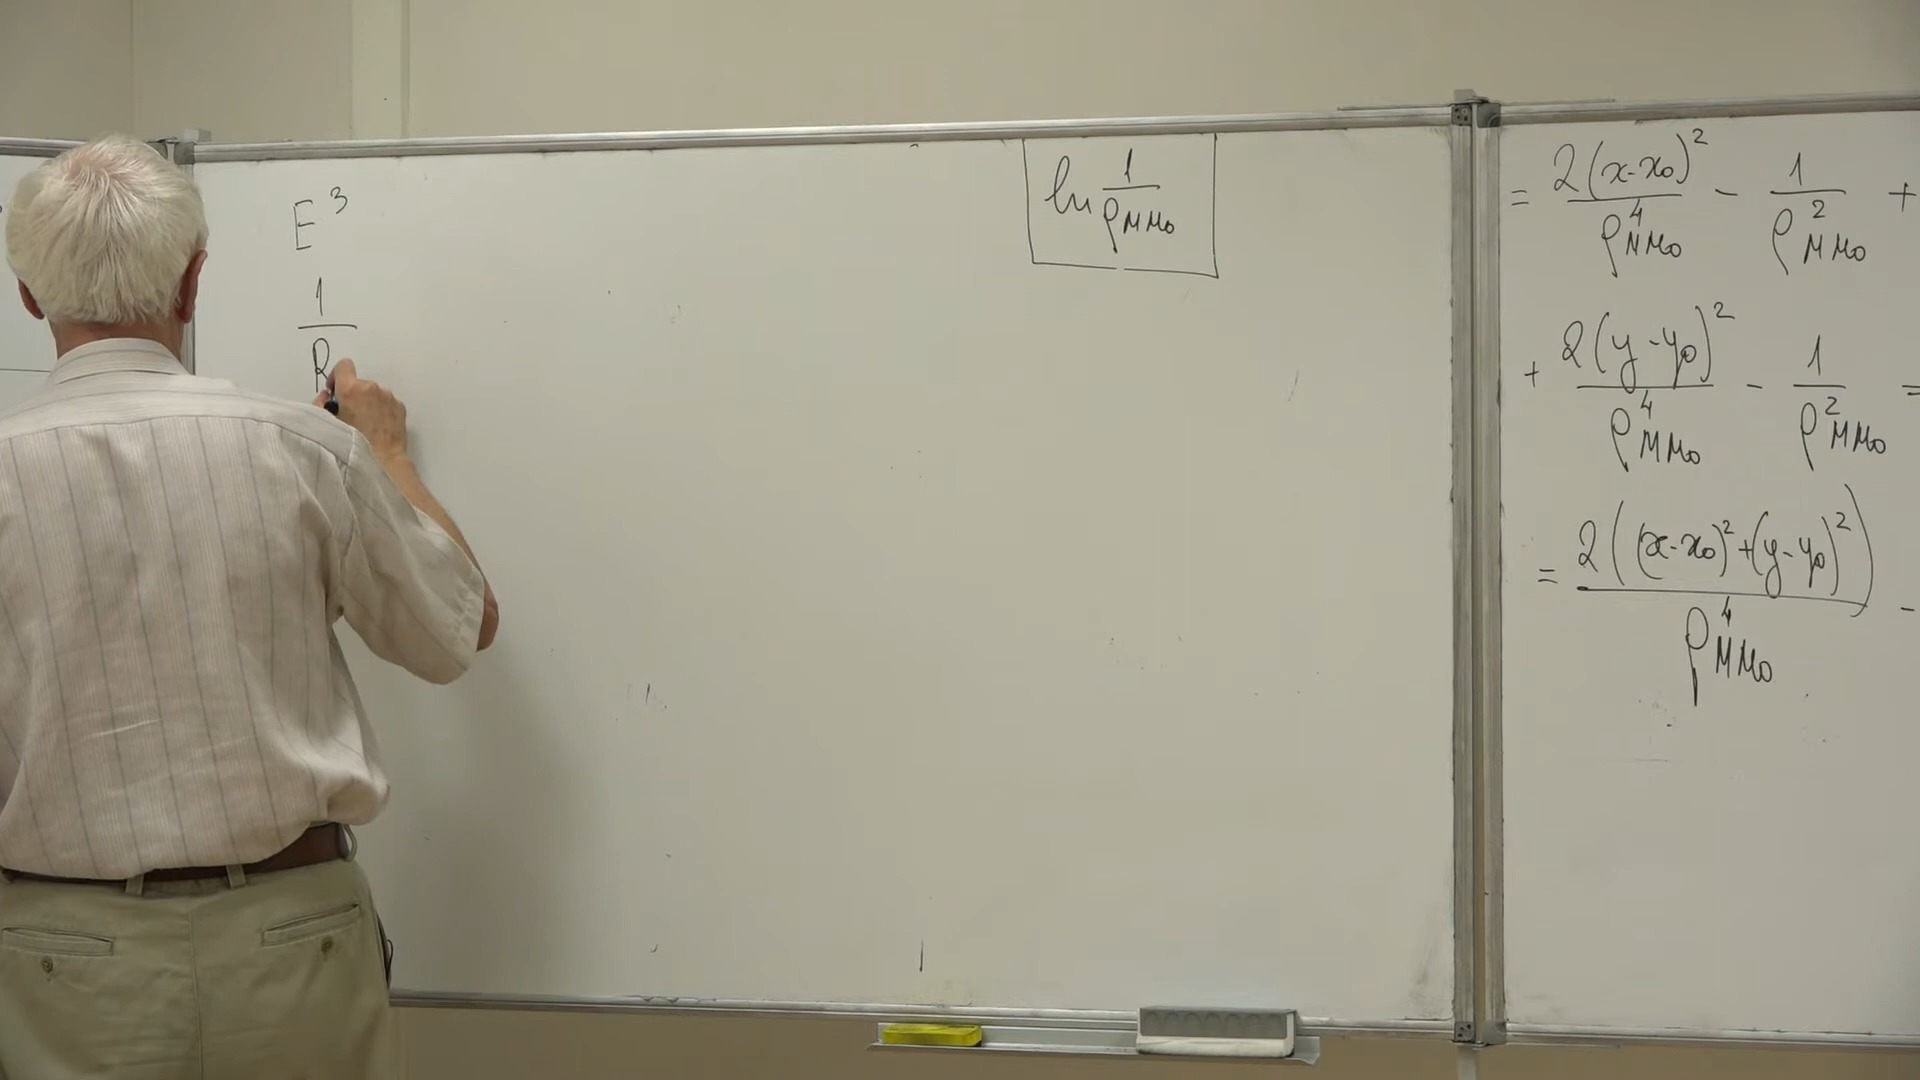 E³
1
R
ln 1/ρ_MM₀
= 2(x-x₀)²/ρ⁴_MM₀ - 1/ρ²_MM₀ +
+ 2(y-y₀)²/ρ⁴_MM₀ - 1/ρ²_MM₀ =
= 2((x-x₀)²+(y-y₀)²)/ρ⁴_MM₀ -